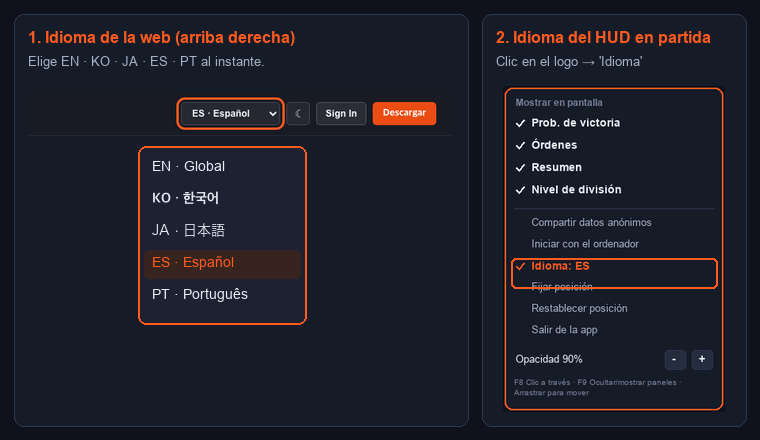 1. Idioma de la web (arriba derecha)
Elige EN · KO · JA · ES · PT al instante.
ES · Español
Sign In
Descargar
EN · Global
KO · 한국어
JA · 日本語
ES · Español
PT · Português
2. Idioma del HUD en partida
Clic en el logo → 'Idioma'
Mostrar en pantalla
Prob. de victoria
Órdenes
Resumen
Nivel de división
Compartir datos anónimos
Iniciar con el ordenador
Idioma: ES
Fijar posición
Restablecer posición
Salir de la app
Opacidad 90% - +
F8 Clic a través · F9 Ocultar/mostrar paneles ·
Arrastrar para mover